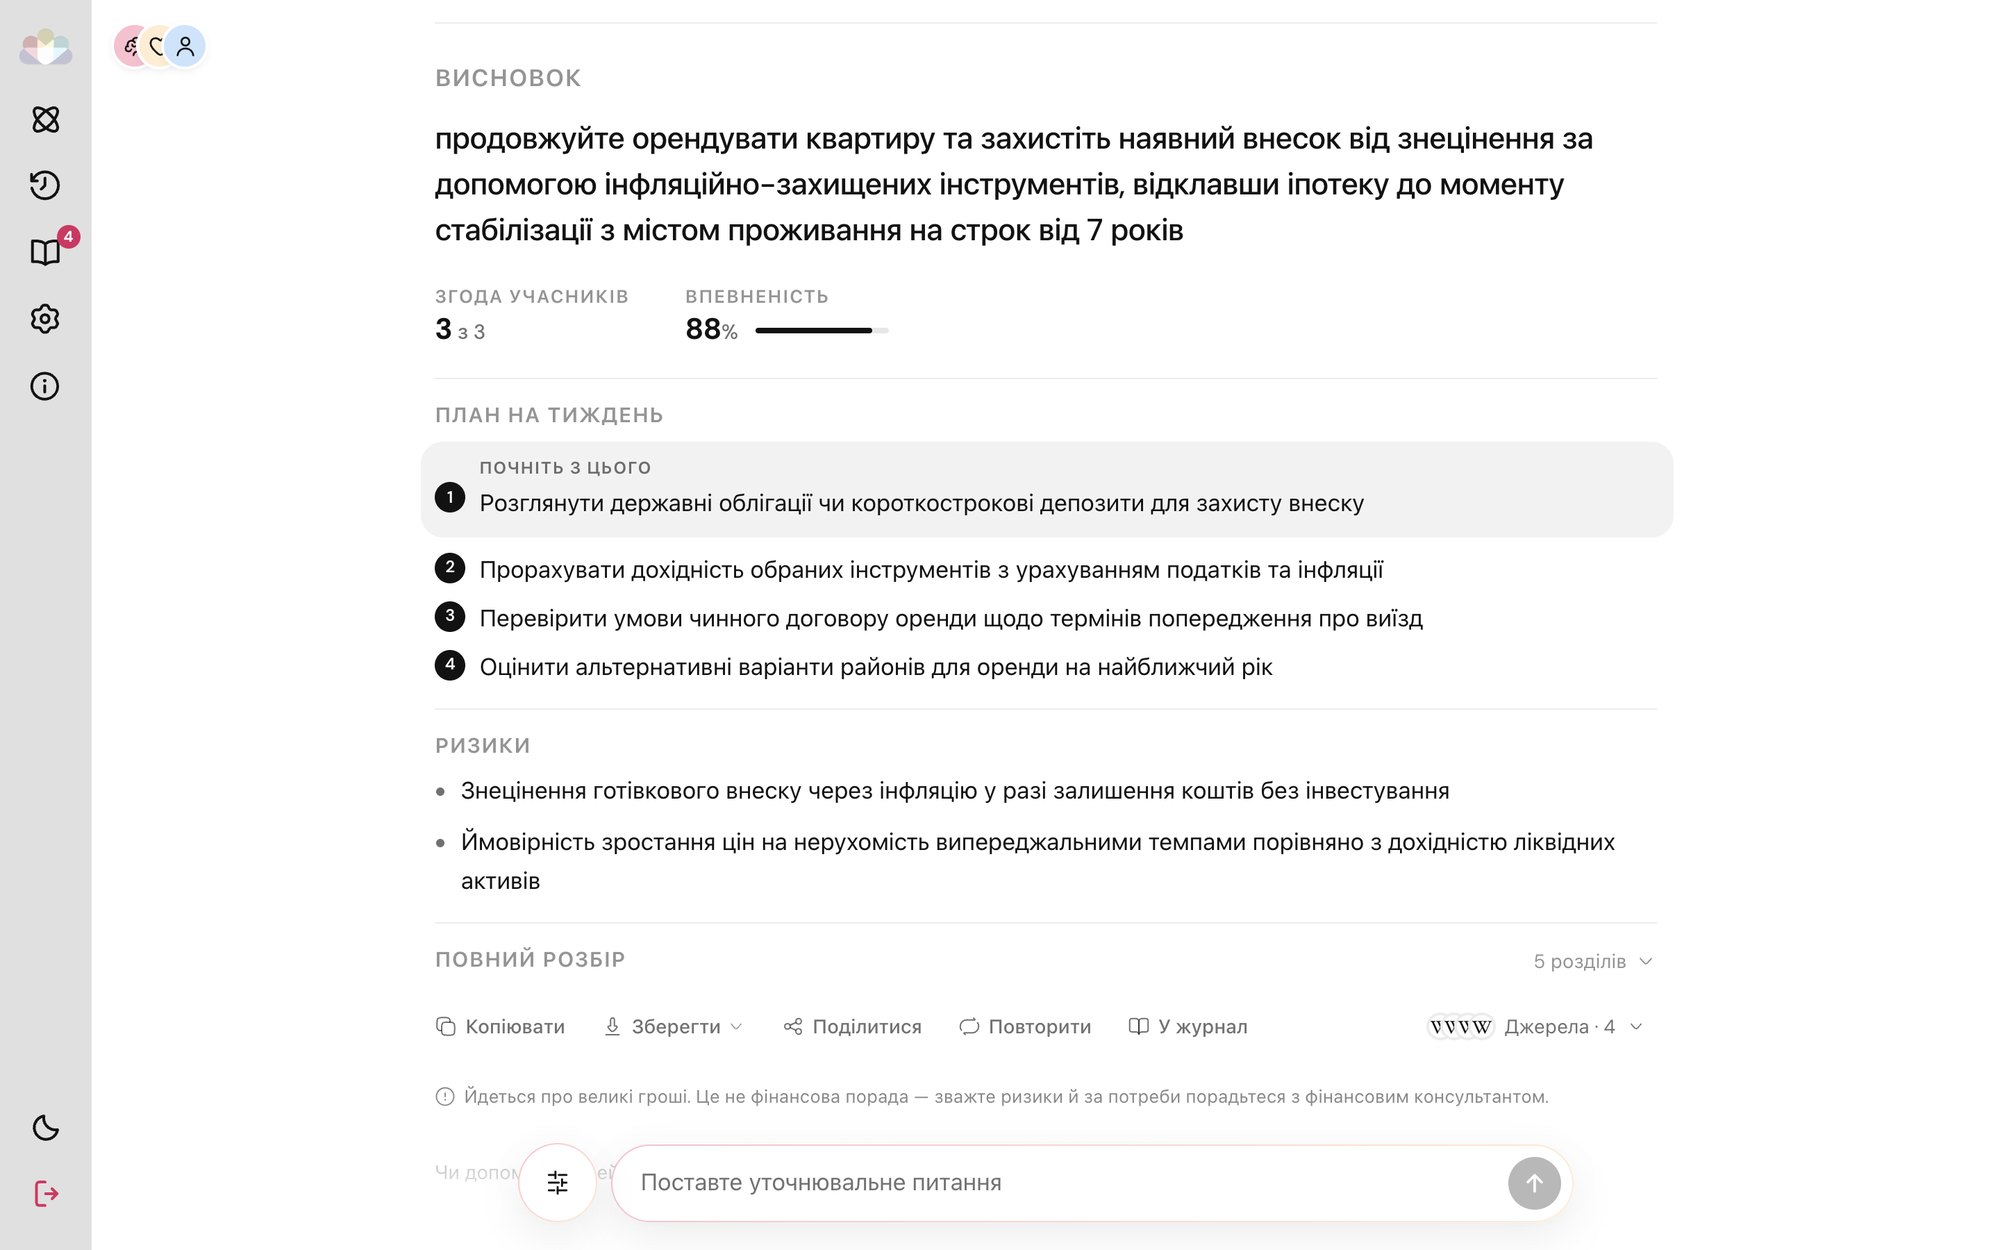 4
ВИСНОВОК
продовжуйте орендувати квартиру та захистіть наявний внесок від знецінення за
допомогою інфляційно-захищених інструментів, відклавши іпотеку до моменту
стабілізації з містом проживання на строк від 7 років
ЗГОДА УЧАСНИКІВ
3 з 3
ВПЕВНЕНІСТЬ
88%
ПЛАН НА ТИЖДЕНЬ
ПОЧНІТЬ З ЦЬОГО
1 Розглянути державні облігації чи короткострокові депозити для захисту внеску
2 Прорахувати дохідність обраних інструментів з урахуванням податків та інфляції
3 Перевірити умови чинного договору оренди щодо термінів попередження про виїзд
4 Оцінити альтернативні варіанти районів для оренди на найближчий рік
РИЗИКИ
• Знецінення готівкового внеску через інфляцію у разі залишення коштів без інвестування
• Ймовірність зростання цін на нерухомість випереджальними темпами порівняно з дохідністю ліквідних
активів
ПОВНИЙ РОЗБІР
5 розділів
Копіювати Зберегти Поділитися Повторити У журнал
W W W W Джерела · 4
Йдеться про великі гроші. Це не фінансова порада — зважте ризики й за потреби порадьтеся з фінансовим консультантом.
Чи
Поставте уточнювальне питання